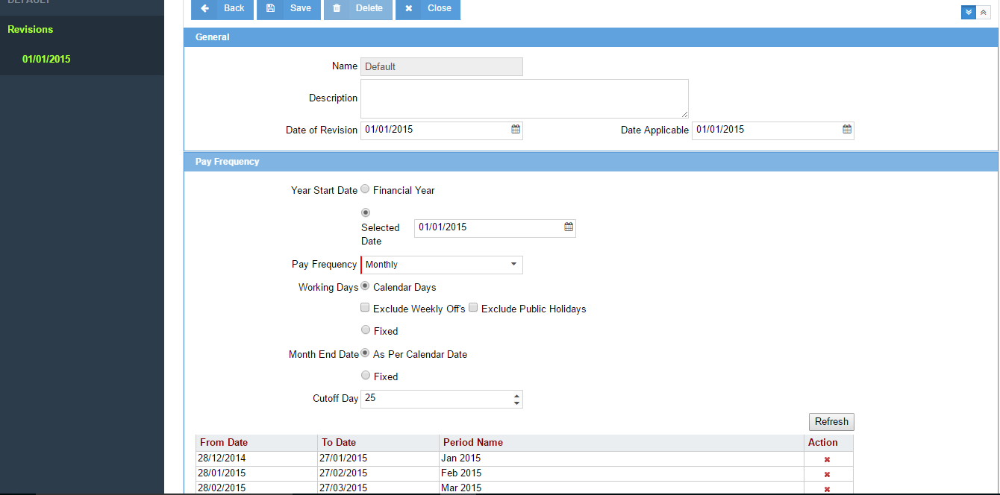 DEFAULT
Back Save Delete Close
Revisions
01/01/2015
General
Name Default
Description
Date of Revision 01/01/2015 Date Applicable 01/01/2015
Pay Frequency
Year Start Date Financial Year
Selected Date 01/01/2015
Pay Frequency Monthly
Working Days Calendar Days
Exclude Weekly Off's Exclude Public Holidays
Fixed
Month End Date As Per Calendar Date
Fixed
Cutoff Day 25
Refresh
From Date To Date Period Name Action
28/12/2014 27/01/2015 Jan 2015
28/01/2015 27/02/2015 Feb 2015
28/02/2015 27/03/2015 Mar 2015